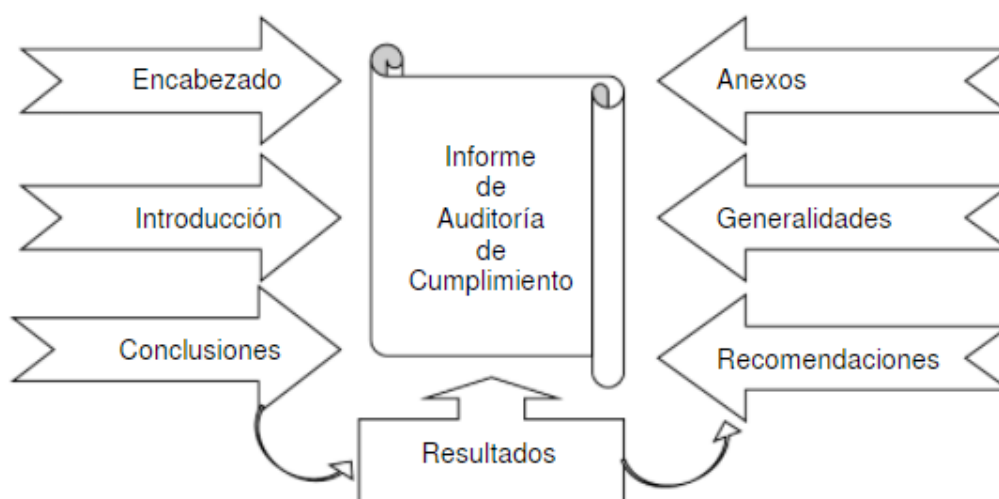 Encabezado
Anexos
Informe
de
Auditoría
de
Cumplimiento
Introducción
Generalidades
Conclusiones
Recomendaciones
Resultados